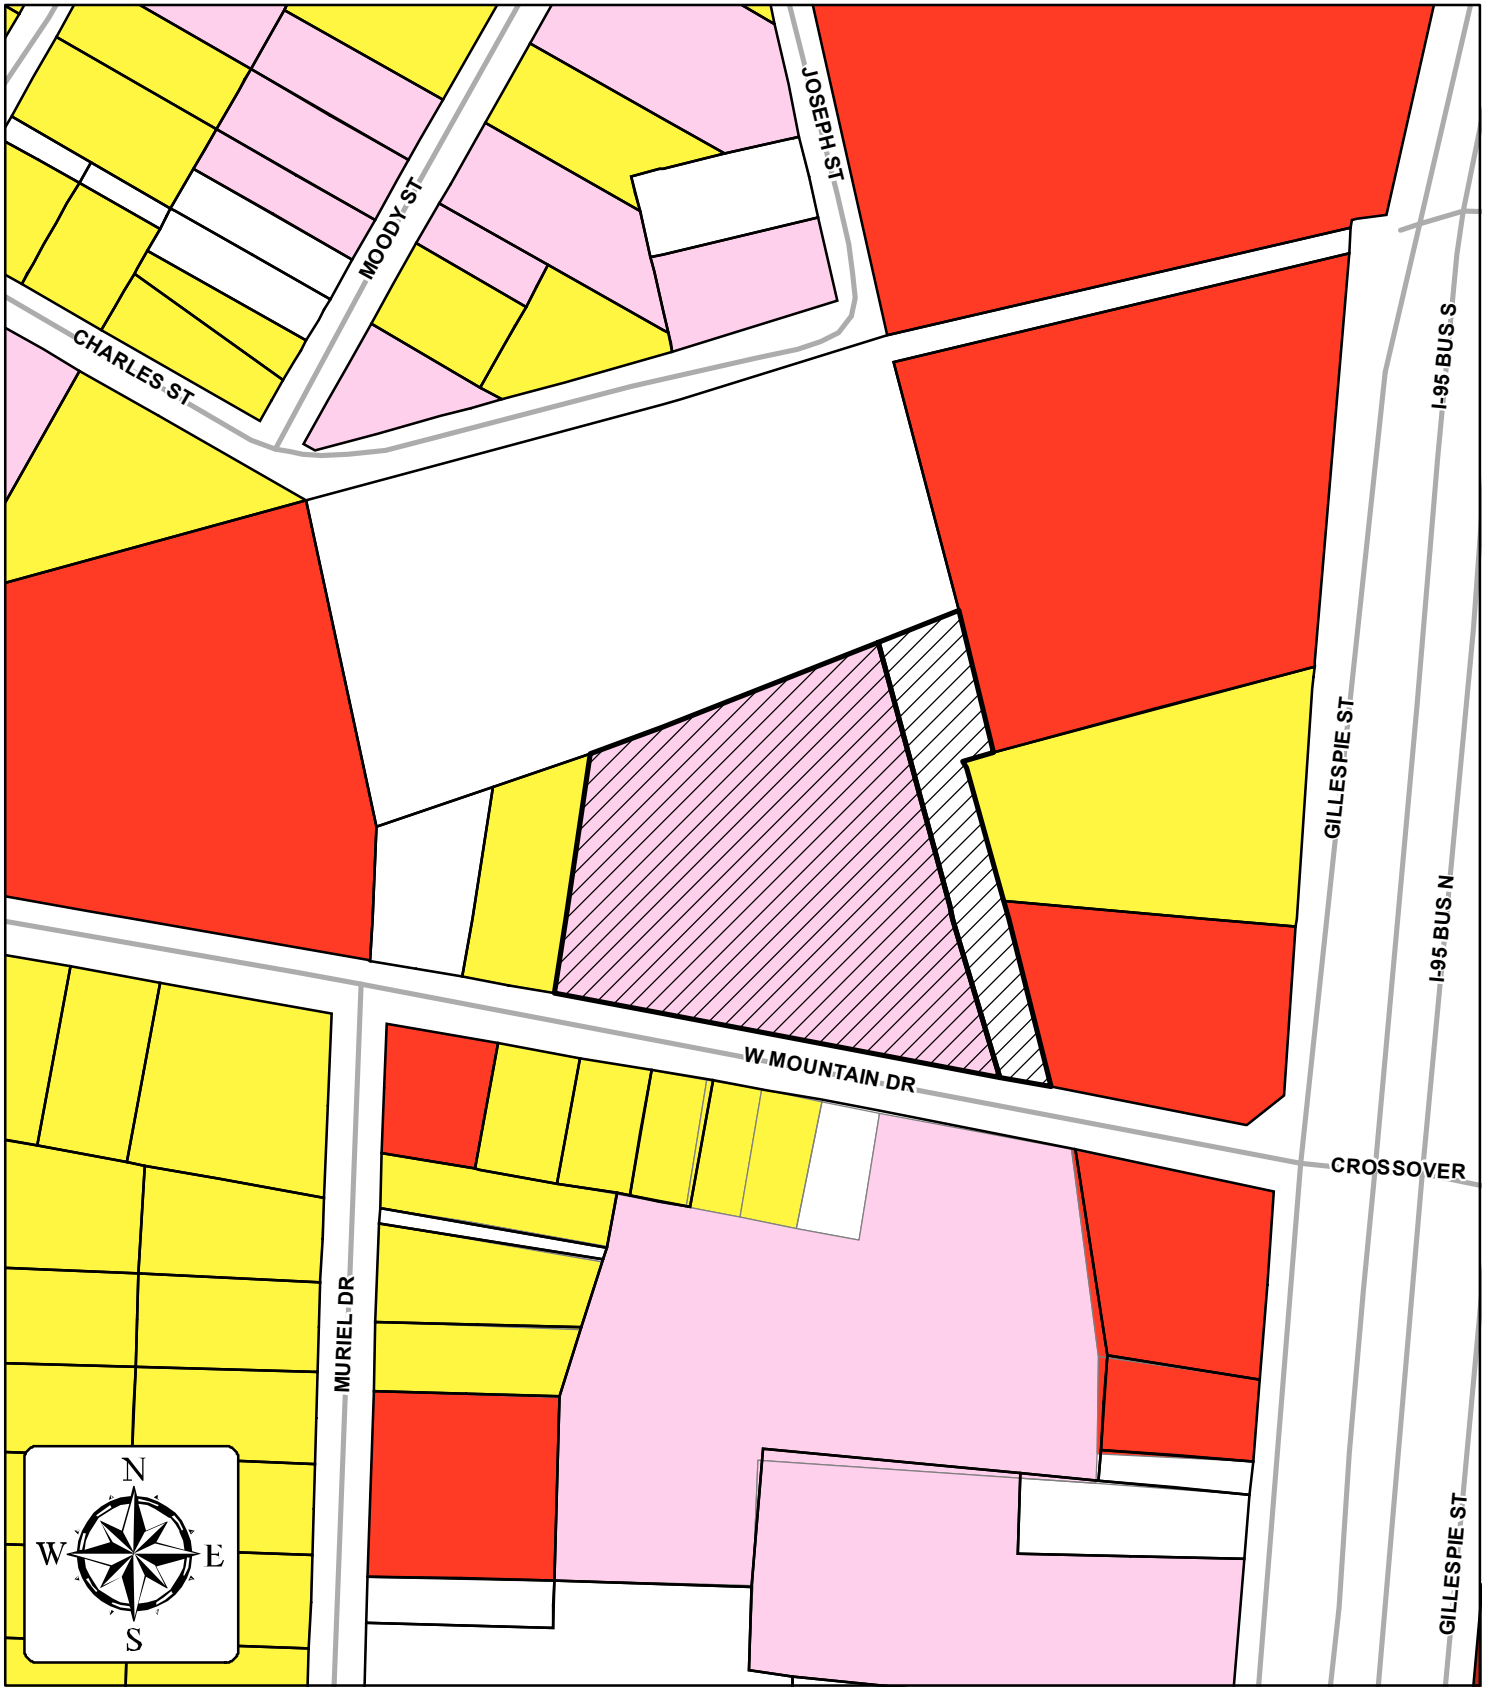 JOSEPH ST
MOODY ST
CHARLES ST
I-95 BUS S
GILLESPIE ST
I-95 BUS N
W MOUNTAIN DR
CROSSOVER
MURIEL DR
N
W E
S
GILLESPIE ST